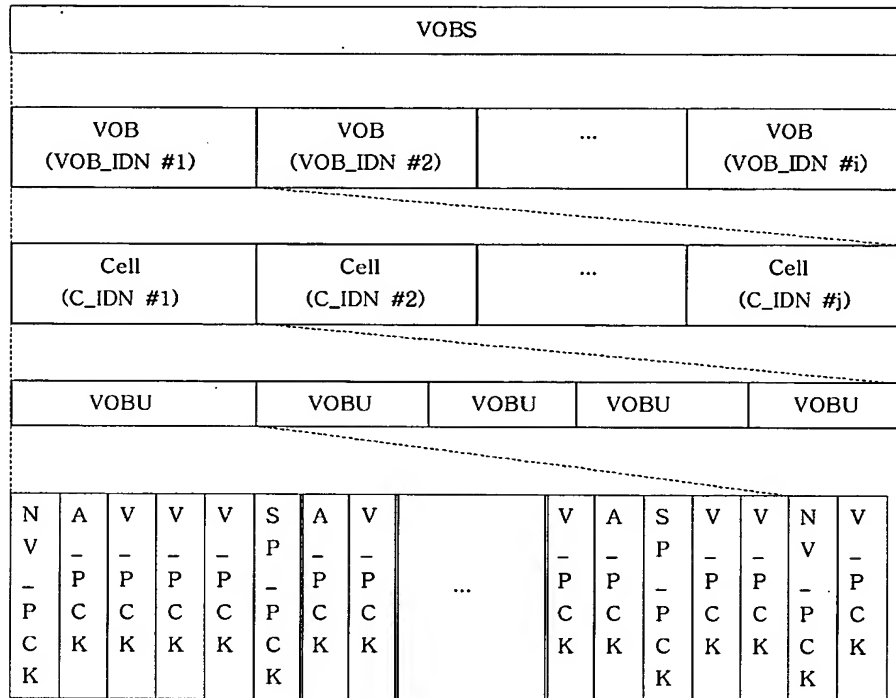 VOBS
VOB VOB ... VOB
(VOB_IDN #1) (VOB_IDN #2) (VOB_IDN #i)
Cell Cell ... Cell
(C_IDN #1) (C_IDN #2) (C_IDN #j)
VOBU VOBU VOBU VOBU VOBU
NV_PCK A_PCK V_PCK V_PCK V_PCK SP_PCK A_PCK V_PCK ... V_PCK A_PCK SP_PCK V_PCK V_PCK NV_PCK V_PCK